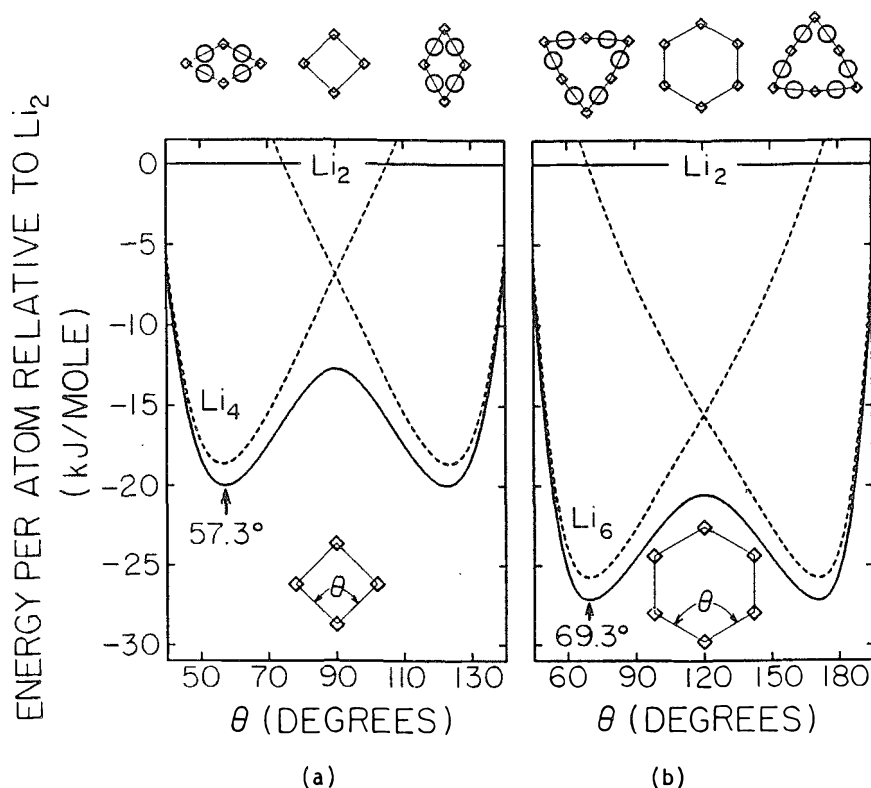 ENERGY PER ATOM RELATIVE TO Li₂
(kJ/MOLE)
0
-5
-10
-15
-20
-25
-30
Li₂
Li₄
57.3°
θ
50 70 90 110 130
θ (DEGREES)
(a)
Li₂
Li₆
69.3°
θ
60 90 120 150 180
θ (DEGREES)
(b)